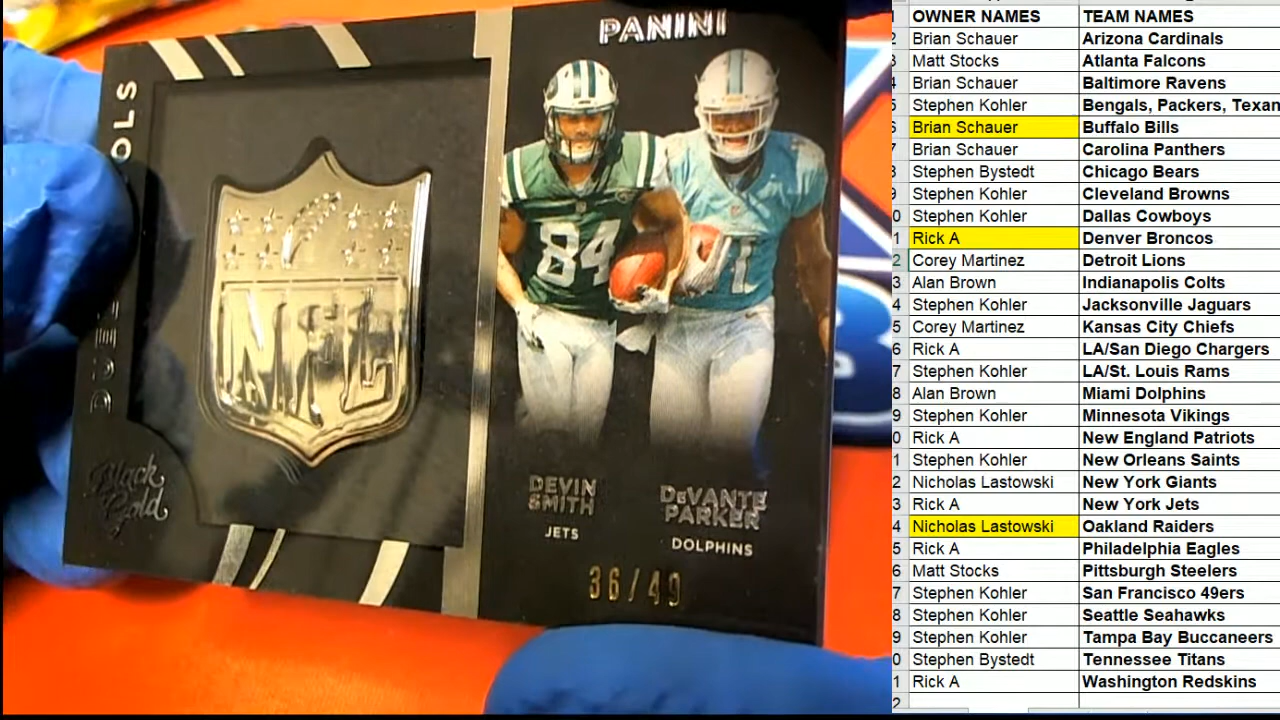 PANINI
OLS
DUEL
NFL
84
Black
Gold
DEVIN
SMITH
JETS
DEVANTE
PARKER
DOLPHINS
36/49
OWNER NAMES TEAM NAMES
Brian Schauer Arizona Cardinals
Matt Stocks Atlanta Falcons
Brian Schauer Baltimore Ravens
Stephen Kohler Bengals, Packers, Texan
Brian Schauer Buffalo Bills
Brian Schauer Carolina Panthers
Stephen Bystedt Chicago Bears
Stephen Kohler Cleveland Browns
Stephen Kohler Dallas Cowboys
Rick A Denver Broncos
Corey Martinez Detroit Lions
Alan Brown Indianapolis Colts
Stephen Kohler Jacksonville Jaguars
Corey Martinez Kansas City Chiefs
Rick A LA/San Diego Chargers
Stephen Kohler LA/St. Louis Rams
Alan Brown Miami Dolphins
Stephen Kohler Minnesota Vikings
Rick A New England Patriots
Stephen Kohler New Orleans Saints
Nicholas Lastowski New York Giants
Rick A New York Jets
Nicholas Lastowski Oakland Raiders
Rick A Philadelphia Eagles
Matt Stocks Pittsburgh Steelers
Stephen Kohler San Francisco 49ers
Stephen Kohler Seattle Seahawks
Stephen Kohler Tampa Bay Buccaneers
Stephen Bystedt Tennessee Titans
Rick A Washington Redskins